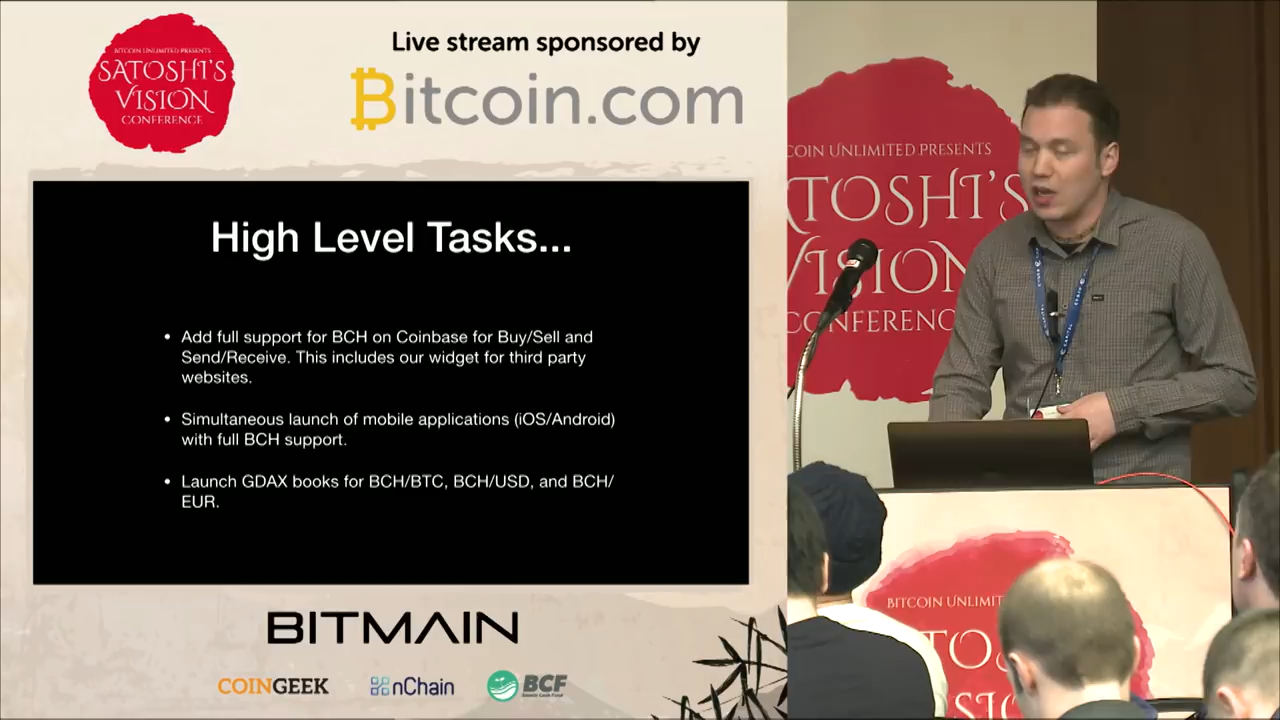 BITCOIN UNLIMITED PRESENTS
SATOSHI'S
VISION
CONFERENCE
Live stream sponsored by
Bitcoin.com
High Level Tasks...
• Add full support for BCH on Coinbase for Buy/Sell and
Send/Receive. This includes our widget for third party
websites.
• Simultaneous launch of mobile applications (iOS/Android)
with full BCH support.
• Launch GDAX books for BCH/BTC, BCH/USD, and BCH/
EUR.
BITMAIN
COINGEEK
nChain
BCF
COIN UNLIMITED PRESENTS
ATOSHI'S
VISION
CONFERENC
BITCOIN UNLIMIT
TO
SIC